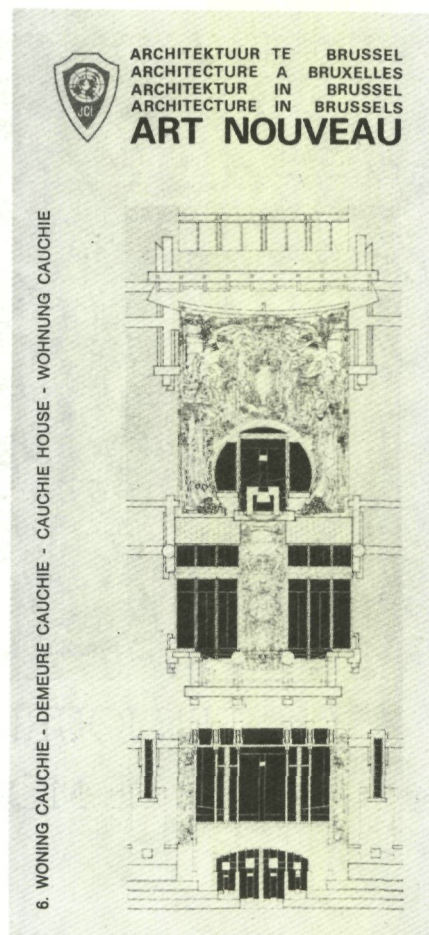 JCI
ARCHITEKTUUR TE BRUSSEL
ARCHITECTURE A BRUXELLES
ARCHITEKTUR IN BRUSSEL
ARCHITECTURE IN BRUSSELS
ART NOUVEAU
6. WONING CAUCHIE - DEMEURE CAUCHIE - CAUCHIE HOUSE - WOHNUNG CAUCHIE